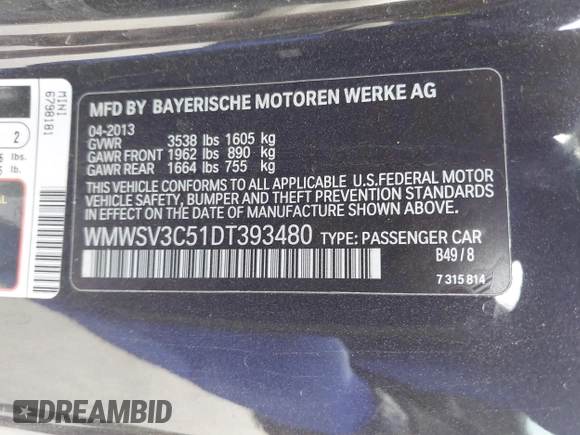 MFD BY BAYERISCHE MOTOREN WERKE AG
04-2013
GVWR 3538 lbs 1605 kg
GAWR FRONT 1962 lbs 890 kg
GAWR REAR 1664 lbs 755 kg
THIS VEHICLE CONFORMS TO ALL APPLICABLE U.S.FEDERAL MOTOR
VEHICLE SAFETY, BUMPER AND THEFT PREVENTION STANDARDS
IN EFFECT ON THE DATE OF MANUFACTURE SHOWN ABOVE.
WMWSV3C51DT393480 TYPE: PASSENGER CAR
B49 / 8
7 315 814
MINI
6798181
2
lbs.
lb.
DREAMBID